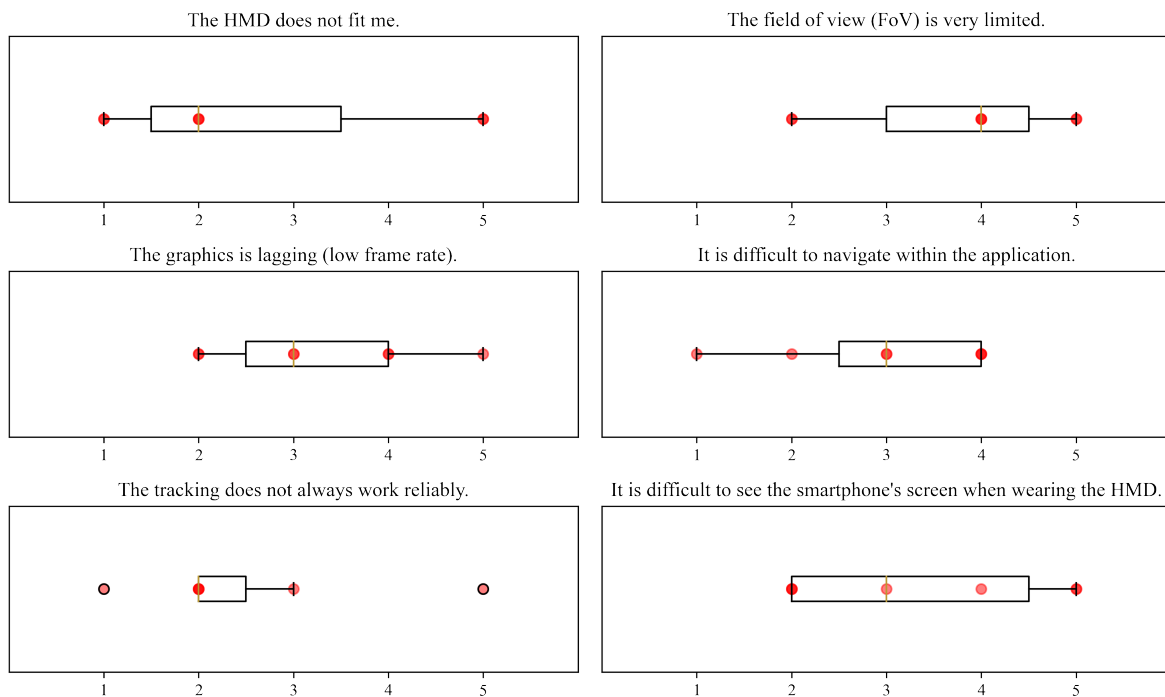 The HMD does not fit me.
The field of view (FoV) is very limited.
1 2 3 5
1 2 3 4 5
The graphics is lagging (low frame rate).
It is difficult to navigate within the application.
1 2 3 4 5
1 2 3 4 5
The tracking does not always work reliably.
It is difficult to see the smartphone's screen when wearing the HMD.
1 2 3 4 5
1 2 3 4 5